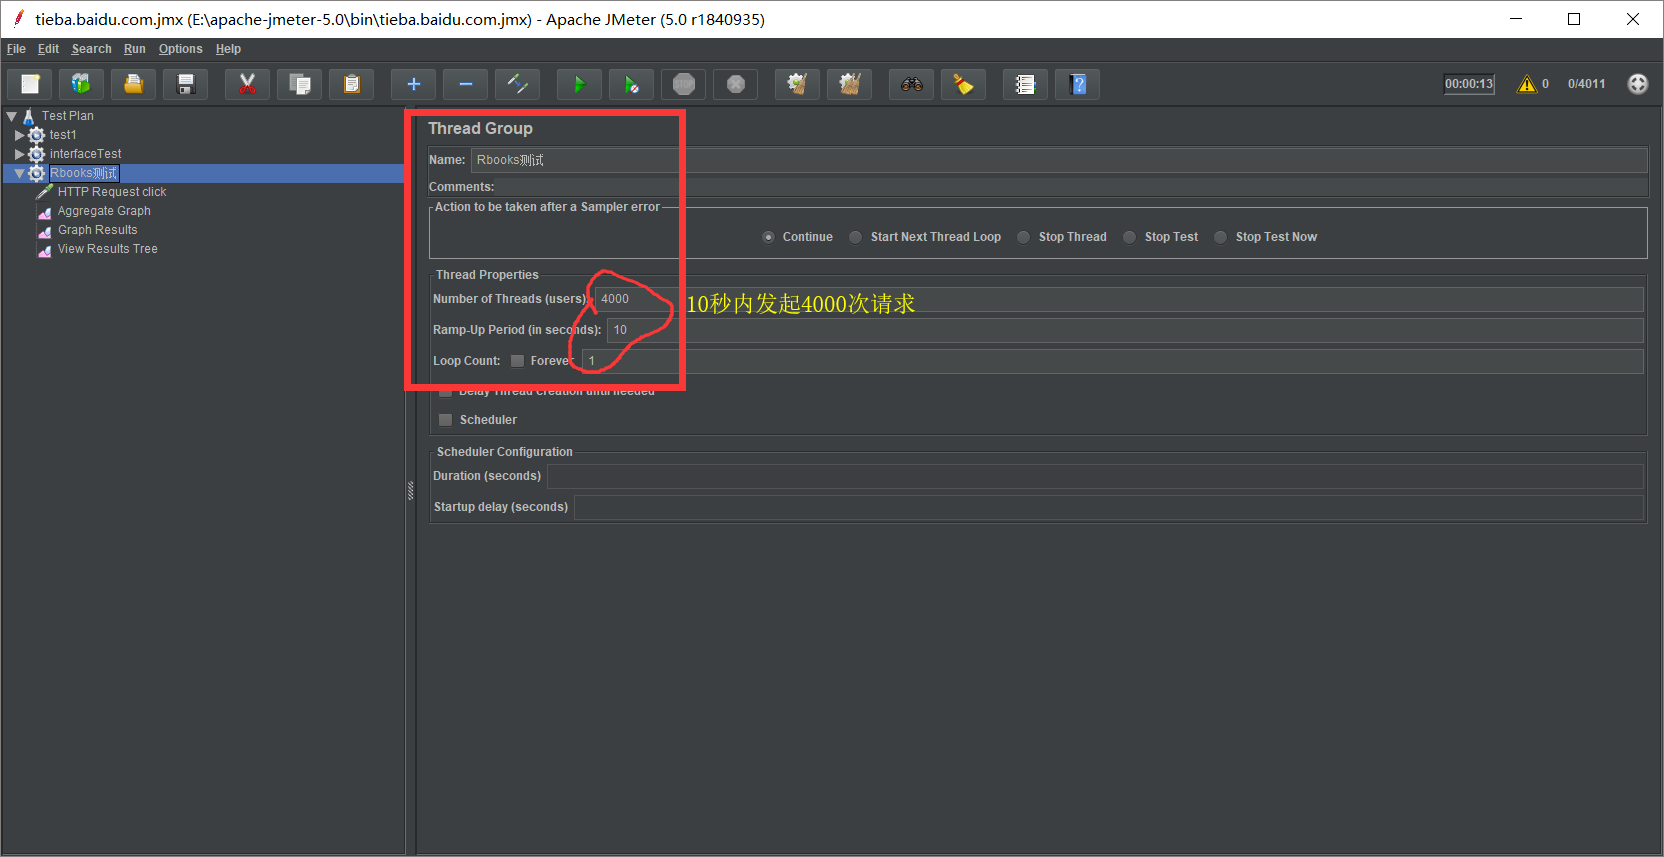 tieba.baidu.com.jmx (E:\apache-jmeter-5.0\bin\tieba.baidu.com.jmx) - Apache JMeter (5.0 r1840935)
File Edit Search Run Options Help
00:00:13 0 0/4011
Test Plan
test1
interfaceTest
Rbooks测试
HTTP Request click
Aggregate Graph
Graph Results
View Results Tree
Thread Group
Name: Rbooks测试
Comments:
Action to be taken after a Sampler error
Continue Start Next Thread Loop Stop Thread Stop Test Stop Test Now
Thread Properties
Number of Threads (users): 4000
10秒内发起4000次请求
Ramp-Up Period (in seconds): 10
Loop Count: Forever 1
Delay Thread creation until needed
Scheduler
Scheduler Configuration
Duration (seconds)
Startup delay (seconds)